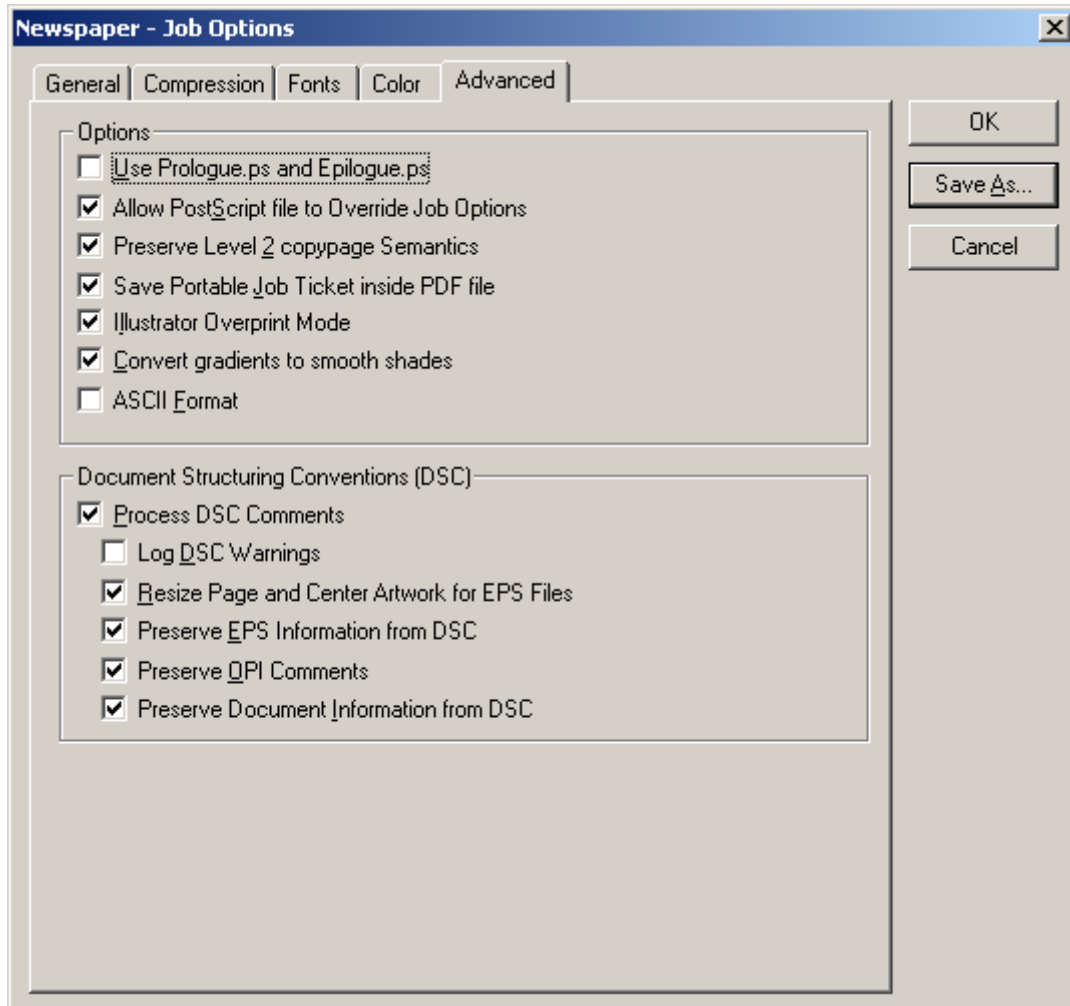 Newspaper - Job Options
General Compression Fonts Color Advanced
OK
Save As...
Cancel
Options
Use Prologue.ps and Epilogue.ps
Allow PostScript file to Override Job Options
Preserve Level 2 copypage Semantics
Save Portable Job Ticket inside PDF file
Illustrator Overprint Mode
Convert gradients to smooth shades
ASCII Format
Document Structuring Conventions (DSC)
Process DSC Comments
Log DSC Warnings
Resize Page and Center Artwork for EPS Files
Preserve EPS Information from DSC
Preserve OPI Comments
Preserve Document Information from DSC